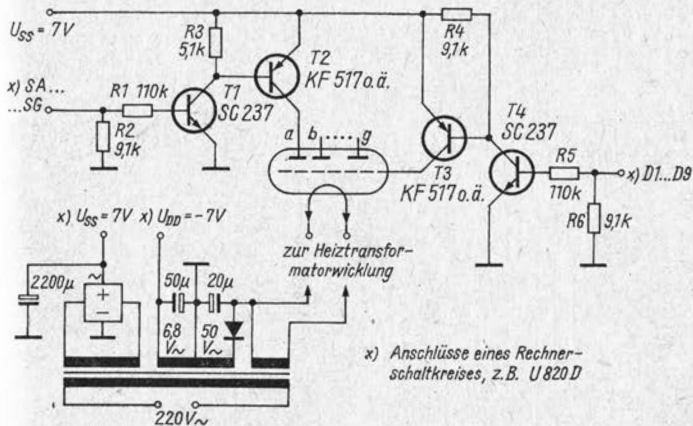 U_SS = 7V
R3
5,1k
T2
KF 517 o.ä.
R4
9,1k
x) SA...
...SG
R1 110k
T1
SC 237
R2
9,1k
a b g
T4
SC 237
T3
KF 517 o.ä.
R5
110k
x) D1...D9
R6
9,1k
x) U_SS = 7V
x) U_DD = -7V
zur Heiztransfor-
matorwicklung
2200µ
~
+
-
50µ
20µ
6,8
V~
50
V~
220V~
x) Anschlüsse eines Rechner-
schaltkreises, z.B. U 820 D